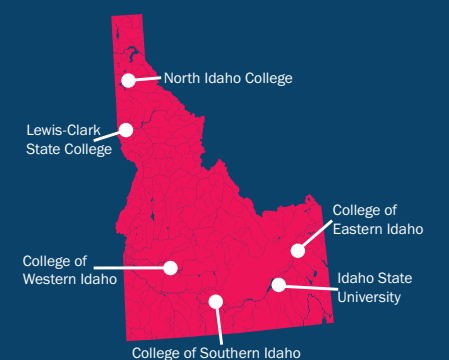 North Idaho College
Lewis-Clark
State College
College of
Eastern Idaho
College of
Western Idaho
Idaho State
University
College of Southern Idaho